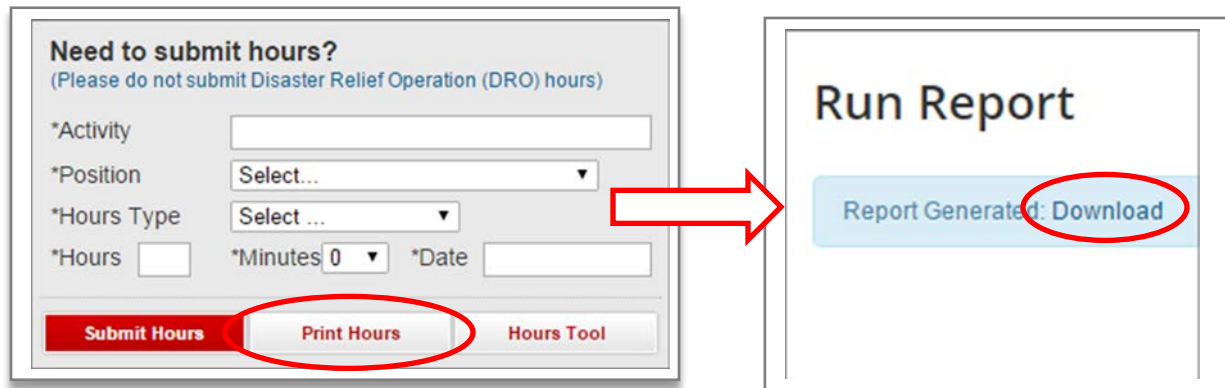 Need to submit hours?
(Please do not submit Disaster Relief Operation (DRO) hours)
*Activity
*Position Select...
*Hours Type Select ...
*Hours *Minutes 0 *Date
Submit Hours Print Hours Hours Tool
Run Report
Report Generated: Download